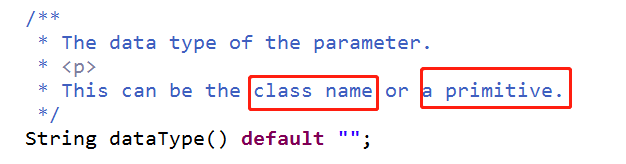 /**
* The data type of the parameter.
* <p>
* This can be the class name or a primitive.
*/
String dataType() default "";